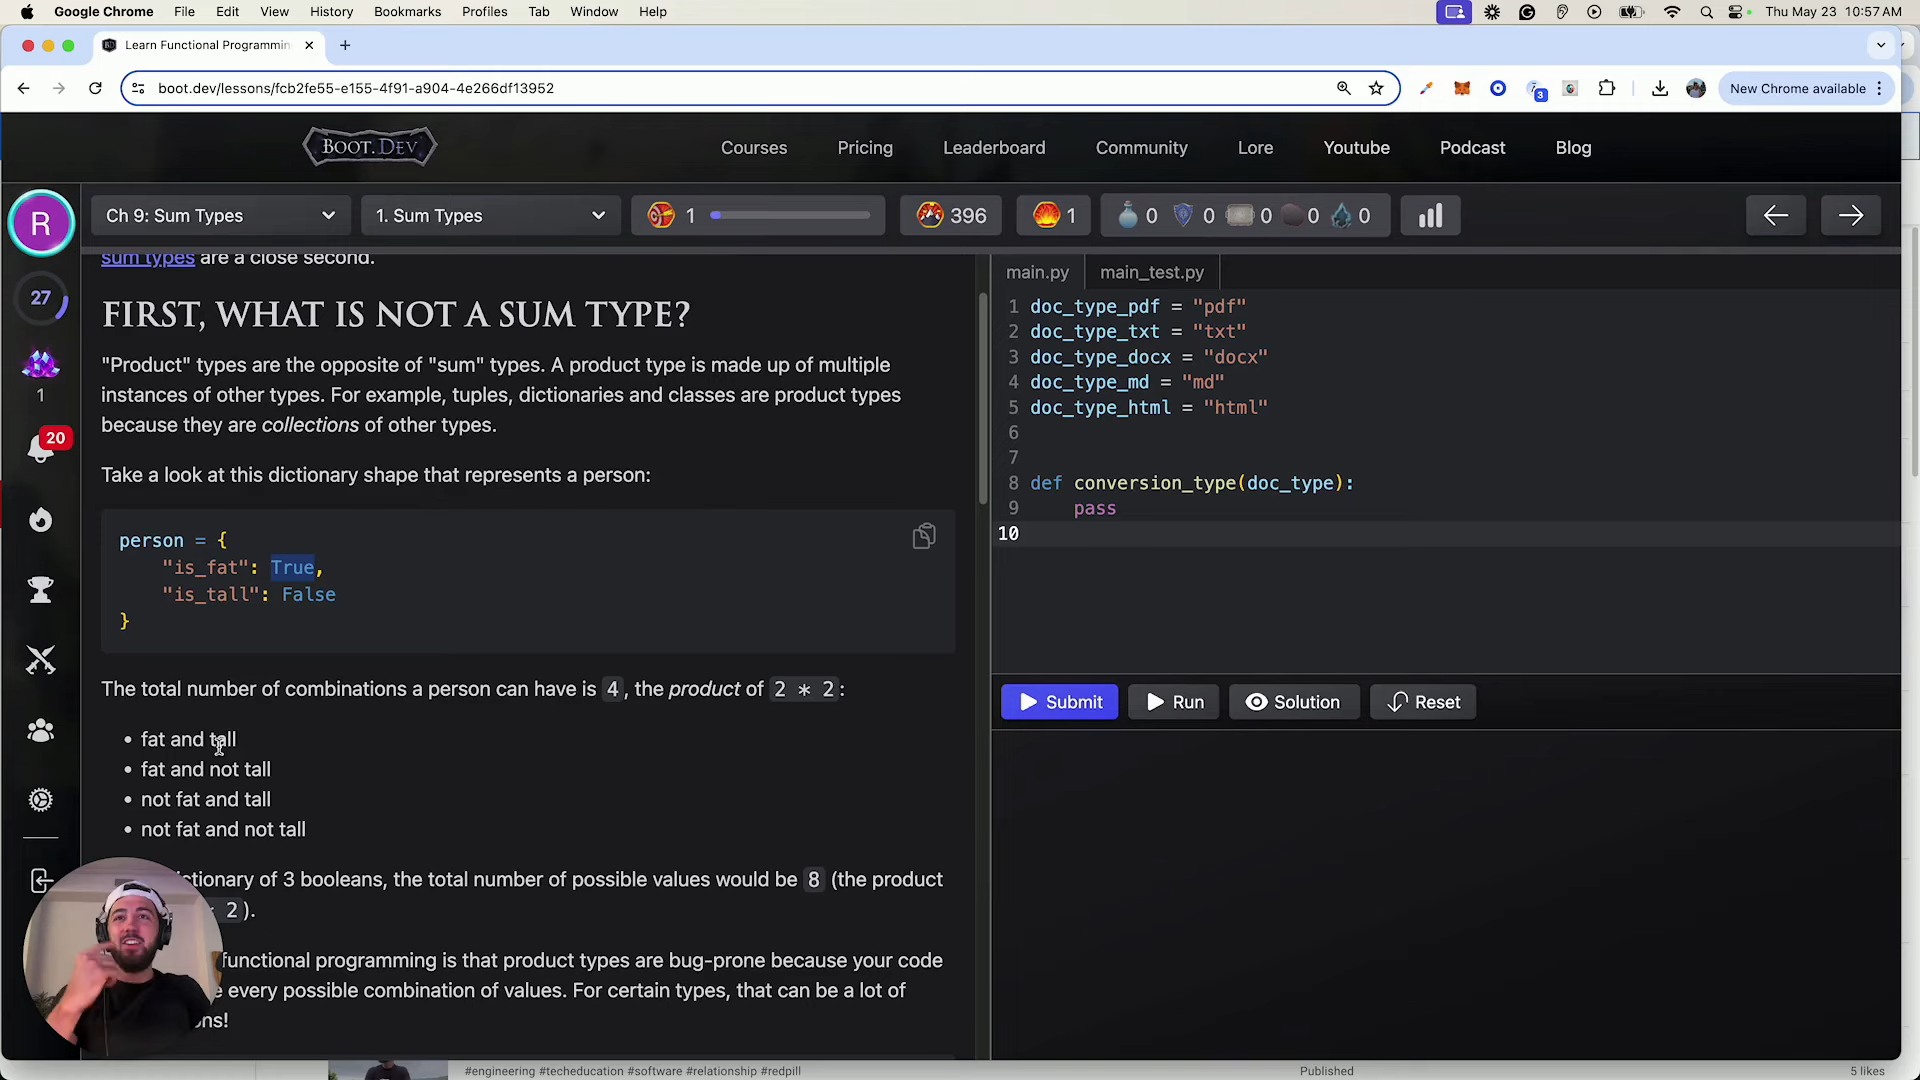 Google Chrome File Edit View History Bookmarks Profiles Tab Window Help Thu May 23 10:57 AM
Learn Functional Programmin
boot.dev/lessons/fcb2fe55-e155-4f91-a904-4e266df13952 3 New Chrome available
BOOT.DEV Courses Pricing Leaderboard Community Lore Youtube Podcast Blog
R Ch 9: Sum Types 1. Sum Types 1 396 1 0 0 0 0 0
27
1
20
sum types are a close second.
FIRST, WHAT IS NOT A SUM TYPE?
"Product" types are the opposite of "sum" types. A product type is made up of multiple
instances of other types. For example, tuples, dictionaries and classes are product types
because they are collections of other types.
Take a look at this dictionary shape that represents a person:
person = {
"is_fat": True,
"is_tall": False
}
The total number of combinations a person can have is 4, the product of 2 * 2:
• fat and tall
• fat and not tall
• not fat and tall
• not fat and not tall
ctionary of 3 booleans, the total number of possible values would be 8 (the product
2).
functional programming is that product types are bug-prone because your code
e every possible combination of values. For certain types, that can be a lot of
ons!
main.py main_test.py
1 doc_type_pdf = "pdf"
2 doc_type_txt = "txt"
3 doc_type_docx = "docx"
4 doc_type_md = "md"
5 doc_type_html = "html"
6
7
8 def conversion_type(doc_type):
9 pass
10
Submit Run Solution Reset
#engineering #techeducation #software #relationship #redpill Published 5 likes